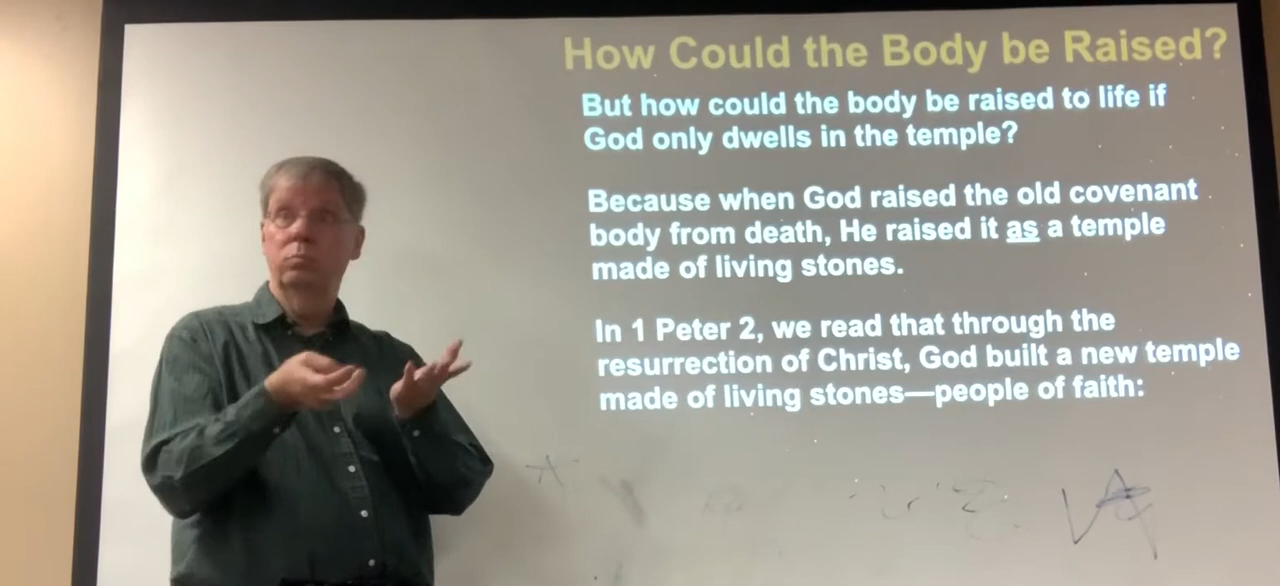 How Could the Body be Raised?
But how could the body be raised to life if
God only dwells in the temple?
Because when God raised the old covenant
body from death, He raised it as a temple
made of living stones.
In 1 Peter 2, we read that through the
resurrection of Christ, God built a new temple
made of living stones—people of faith: